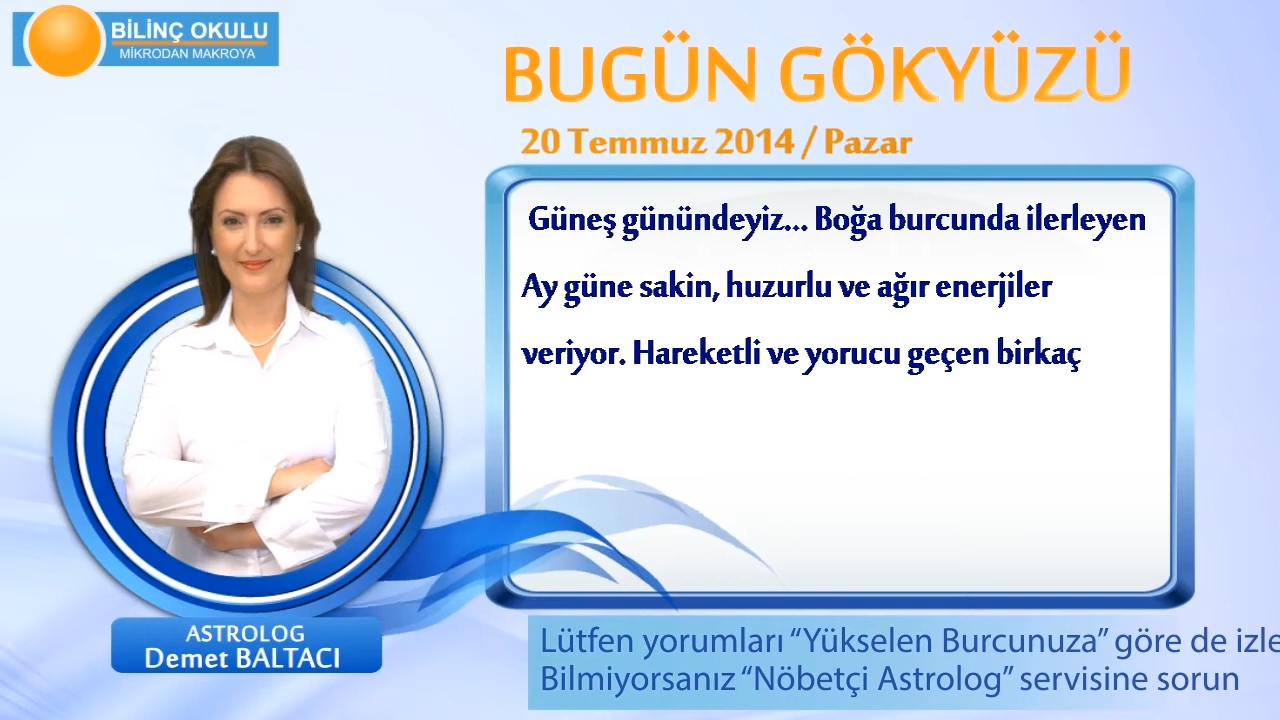 BİLİNÇ OKULU
MİKRODAN MAKROYA
BUGÜN GÖKYÜZÜ
20 Temmuz 2014 / Pazar
Güneş günündeyiz... Boğa burcunda ilerleyen
Ay güne sakin, huzurlu ve ağır enerjiler
veriyor. Hareketli ve yorucu geçen birkaç
ASTROLOG
Demet BALTACI
Lütfen yorumları “Yükselen Burcunuza” göre de izle
Bilmiyorsanız “Nöbetçi Astrolog” servisine sorun